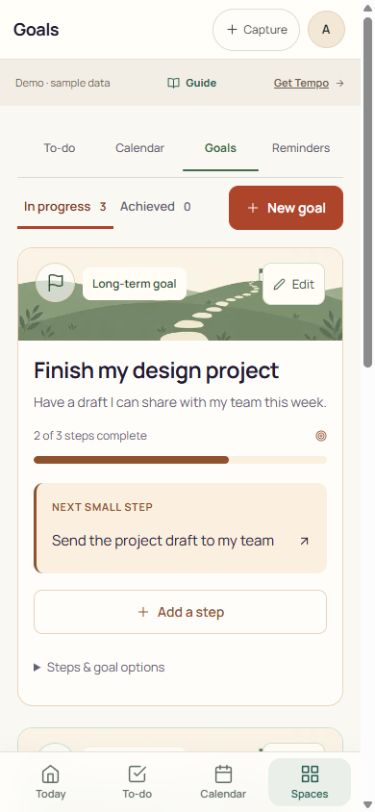 Goals
+ Capture
A
Demo · sample data
Guide
Get Tempo →
To-do
Calendar
Goals
Reminders
In progress 3
Achieved 0
+ New goal
Long-term goal
Edit
Finish my design project
Have a draft I can share with my team this week.
2 of 3 steps complete
NEXT SMALL STEP
Send the project draft to my team
+ Add a step
Steps & goal options
Today
To-do
Calendar
Spaces